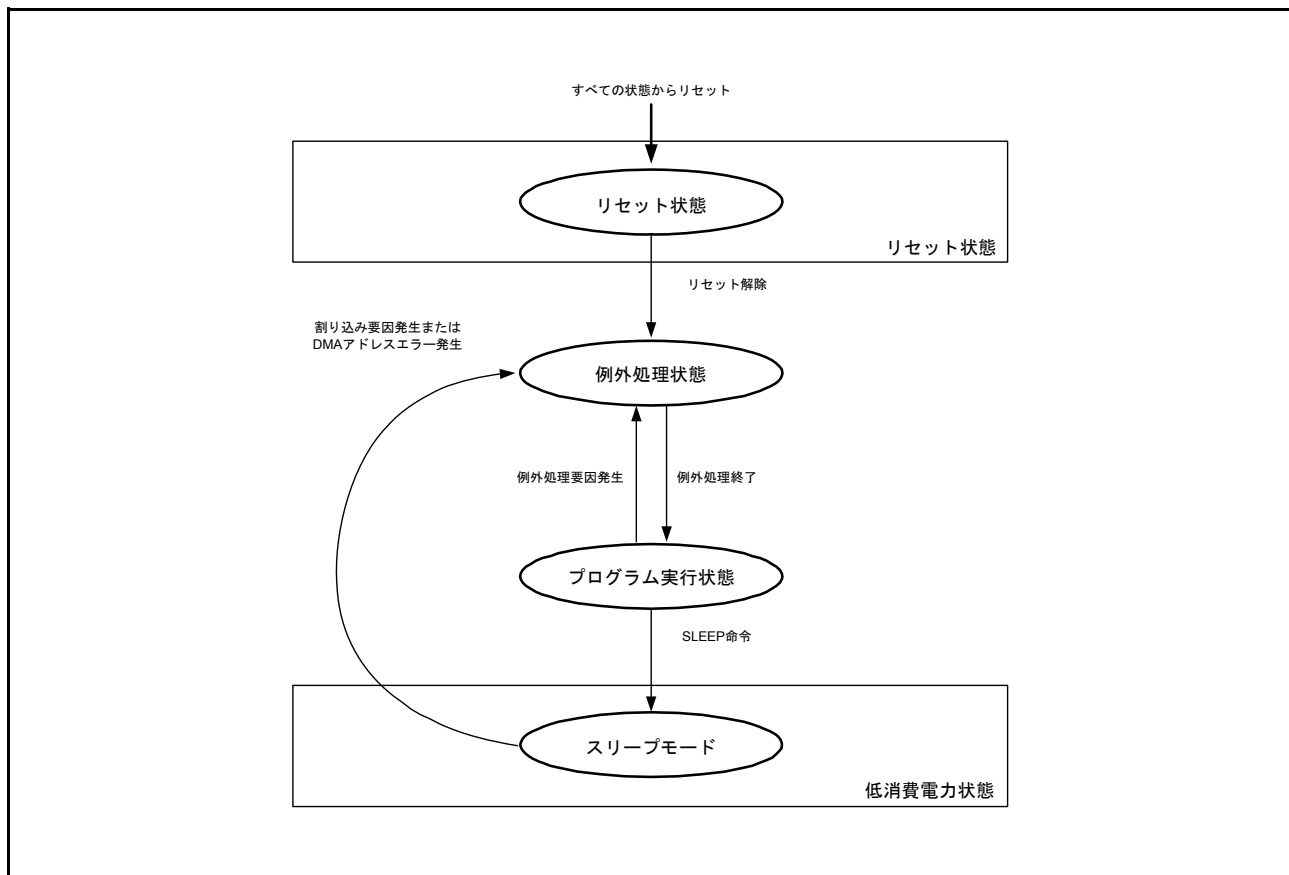 すべての状態からリセット
リセット状態
リセット状態
リセット解除
割り込み要因発生または
DMAアドレスエラー発生
例外処理状態
例外処理要因発生
例外処理終了
プログラム実行状態
SLEEP命令
スリープモード
低消費電力状態